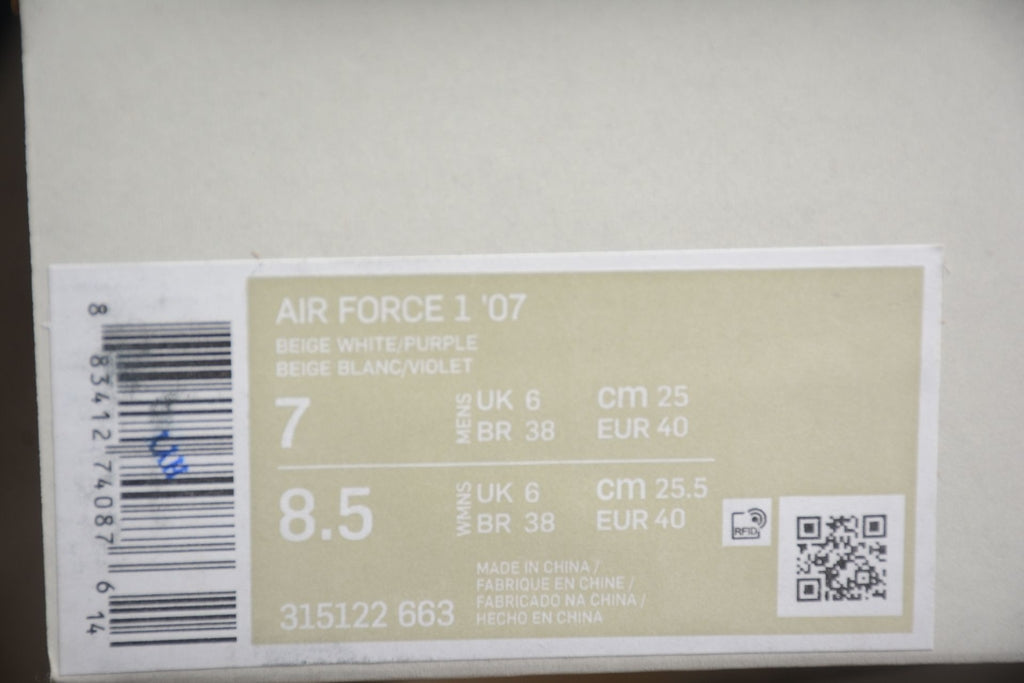 AIR FORCE 1 '07
BEIGE WHITE/PURPLE
BEIGE BLANC/VIOLET
7 MENS UK 6 cm 25
BR 38 EUR 40
8.5 WMNS UK 6 cm 25.5
BR 38 EUR 40
RFID
MADE IN CHINA /
FABRIQUE EN CHINE /
FABRICADO NA CHINA /
HECHO EN CHINA
315122 663
8 83412 74087 6 14